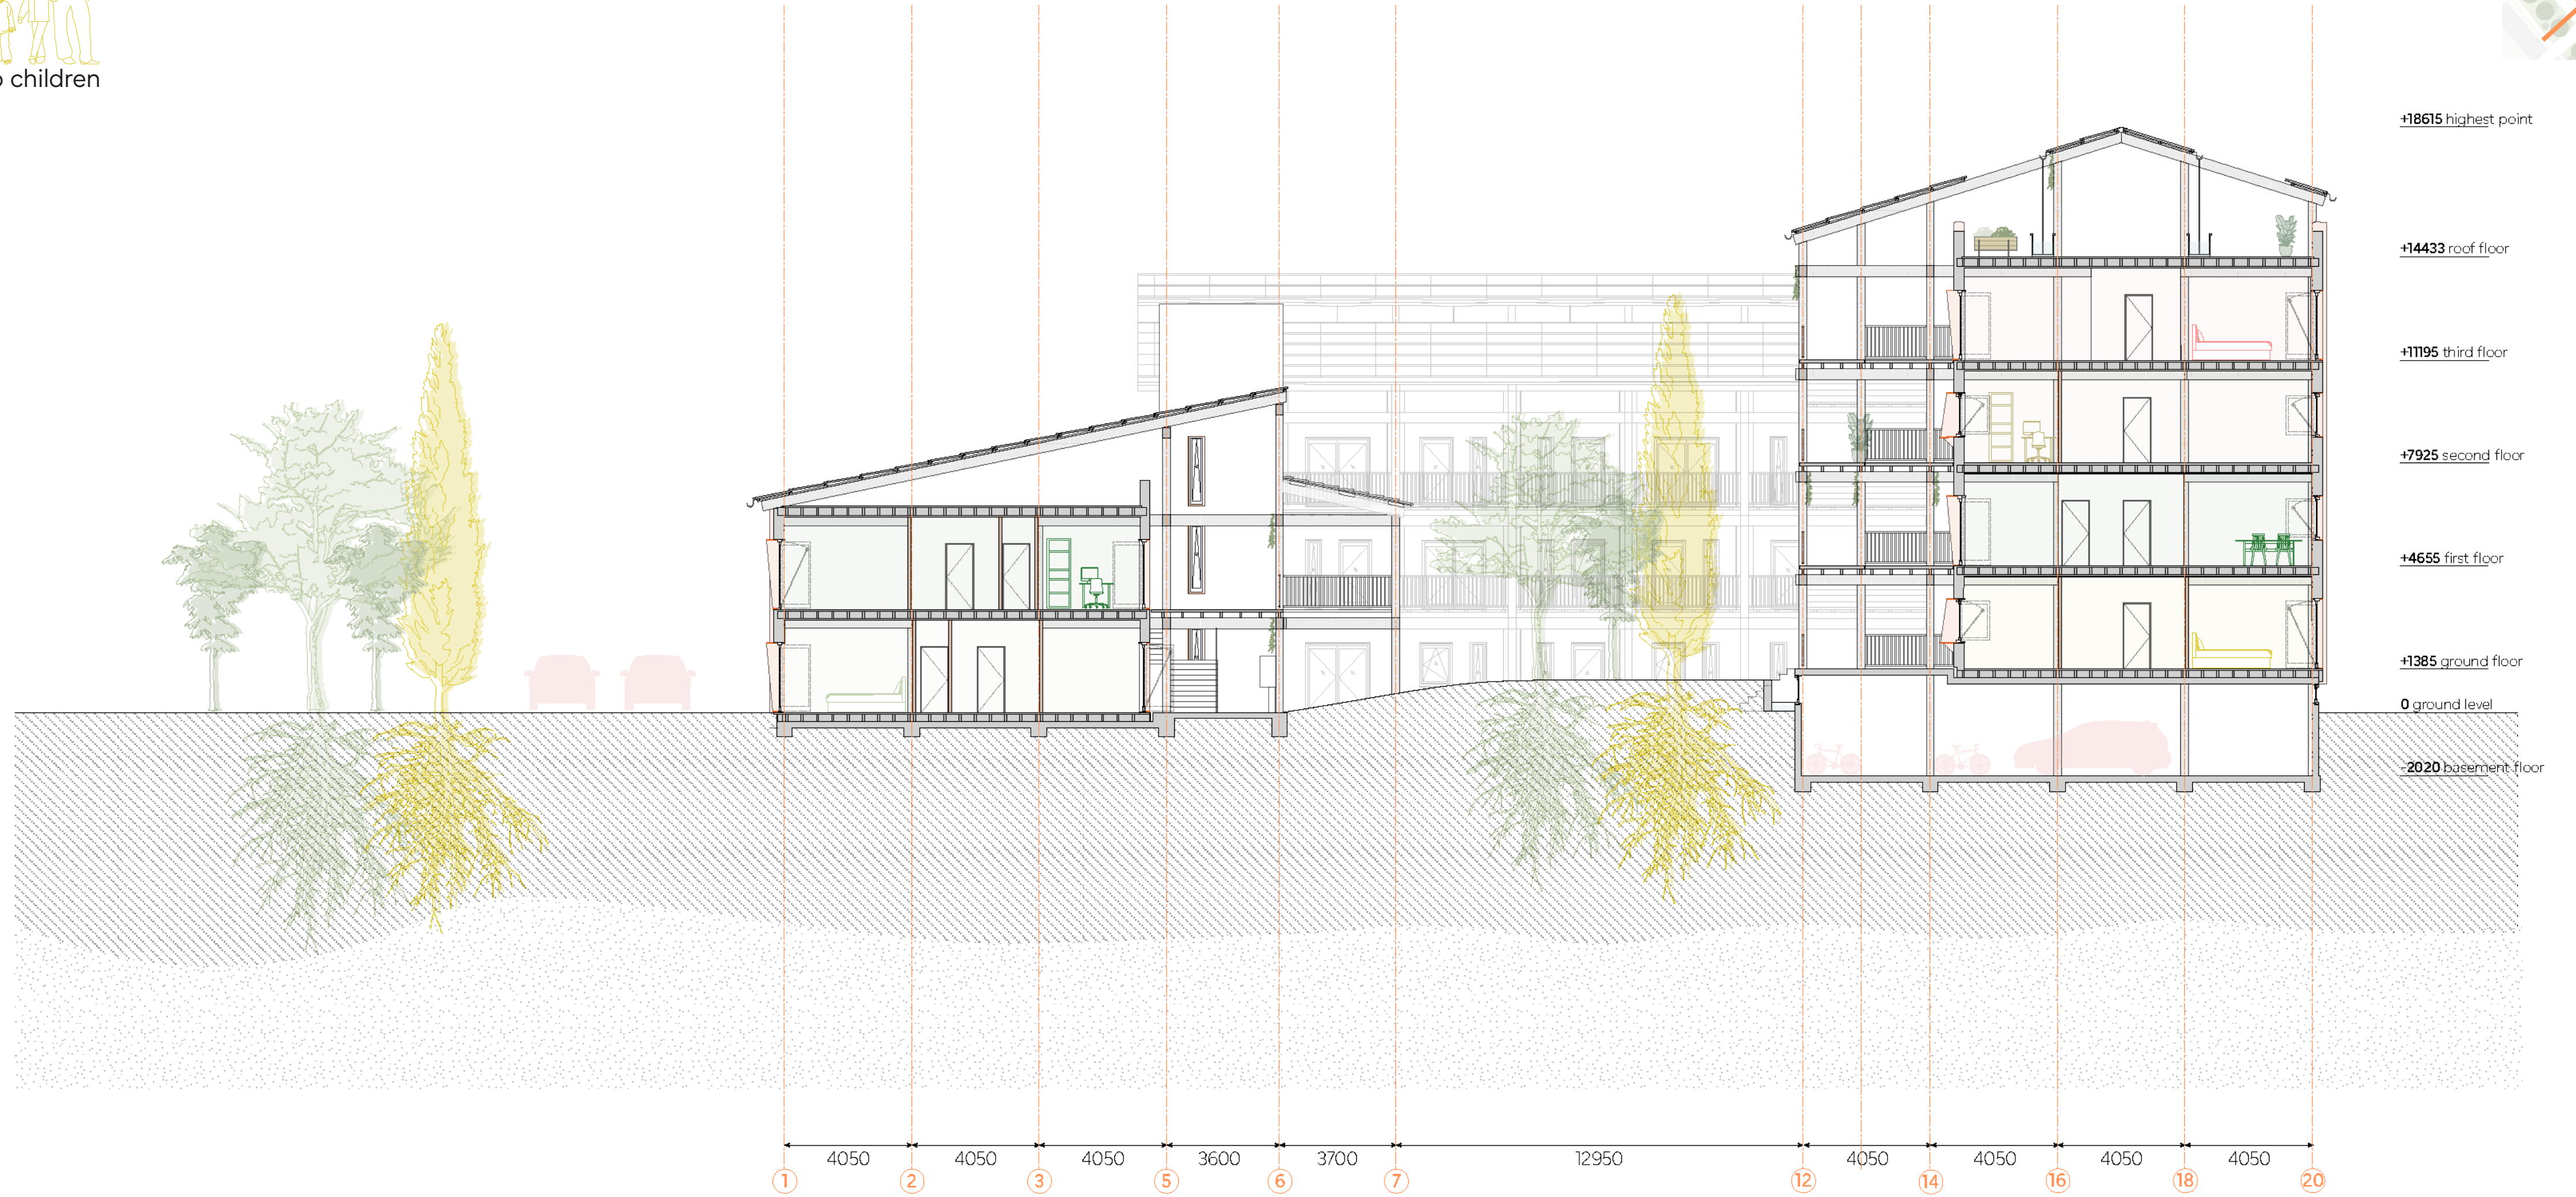 children
+18615 highest point
+14433 roof floor
+11195 third floor
+7925 second floor
+4655 first floor
+1385 ground floor
0 ground level
-2020 basement floor
4050 4050 4050 3600 3700 12950 4050 4050 4050 4050
1 2 3 5 6 7 12 14 16 18 20